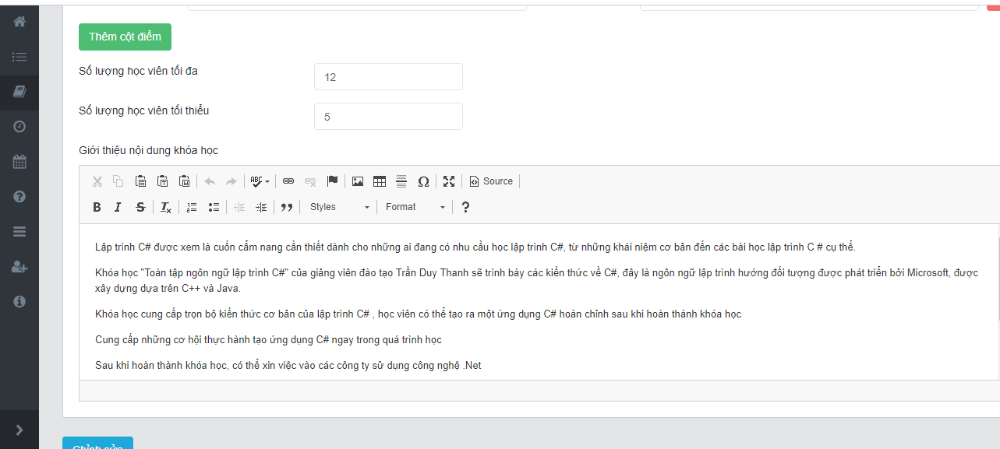 Thêm cột điểm
Số lượng học viên tối đa
12
Số lượng học viên tối thiểu
5
Giới thiệu nội dung khóa học
ABC
Source
B I S Ix
Styles
Format
?
Lập trình C# được xem là cuốn cẩm nang cần thiết dành cho những ai đang có nhu cầu học lập trình C#, từ những khái niệm cơ bản đến các bài học lập trình C # cụ thể.
Khóa học "Toàn tập ngôn ngữ lập trình C#" của giảng viên đào tạo Trần Duy Thanh sẽ trình bày các kiến thức về C#, đây là ngôn ngữ lập trình hướng đối tượng được phát triển bởi Microsoft, được
xây dựng dựa trên C++ và Java.
Khóa học cung cấp trọn bộ kiến thức cơ bản của lập trình C# , học viên có thể tạo ra một ứng dụng C# hoàn chỉnh sau khi hoàn thành khóa học
Cung cấp những cơ hội thực hành tạo ứng dụng C# ngay trong quá trình học
Sau khi hoàn thành khóa học, có thể xin việc vào các công ty sử dụng công nghệ .Net
Chỉnh sửa